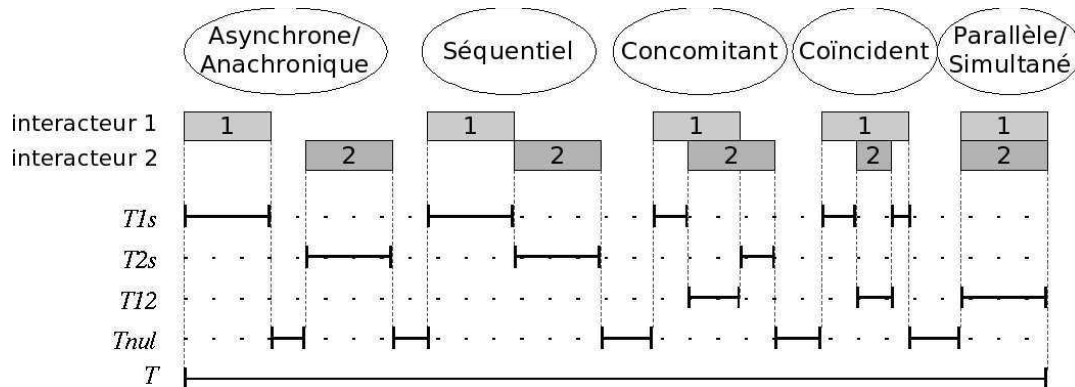 Asynchrone/
Anachronique
Séquentiel
Concomitant
Coïncident
Parallèle/
Simultané
interacteur 1
1
1
1
1
1
interacteur 2
2
2
2
2
2
T1s
T2s
T12
Tnul
T